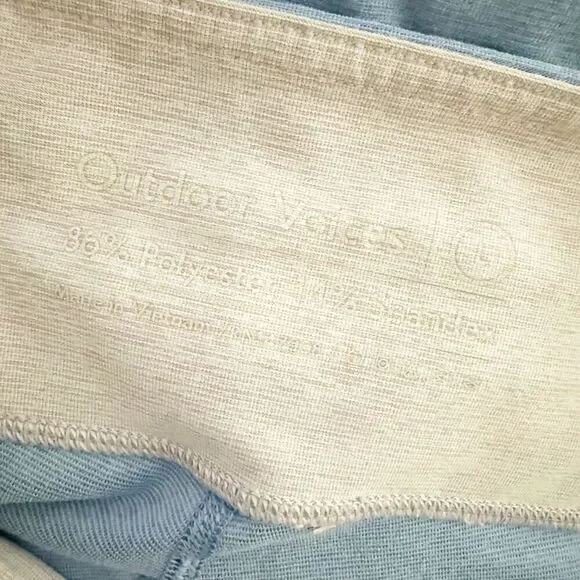 Outdoor Voices | L
86% Polyester 14% Spandex
Made in Vietnam /